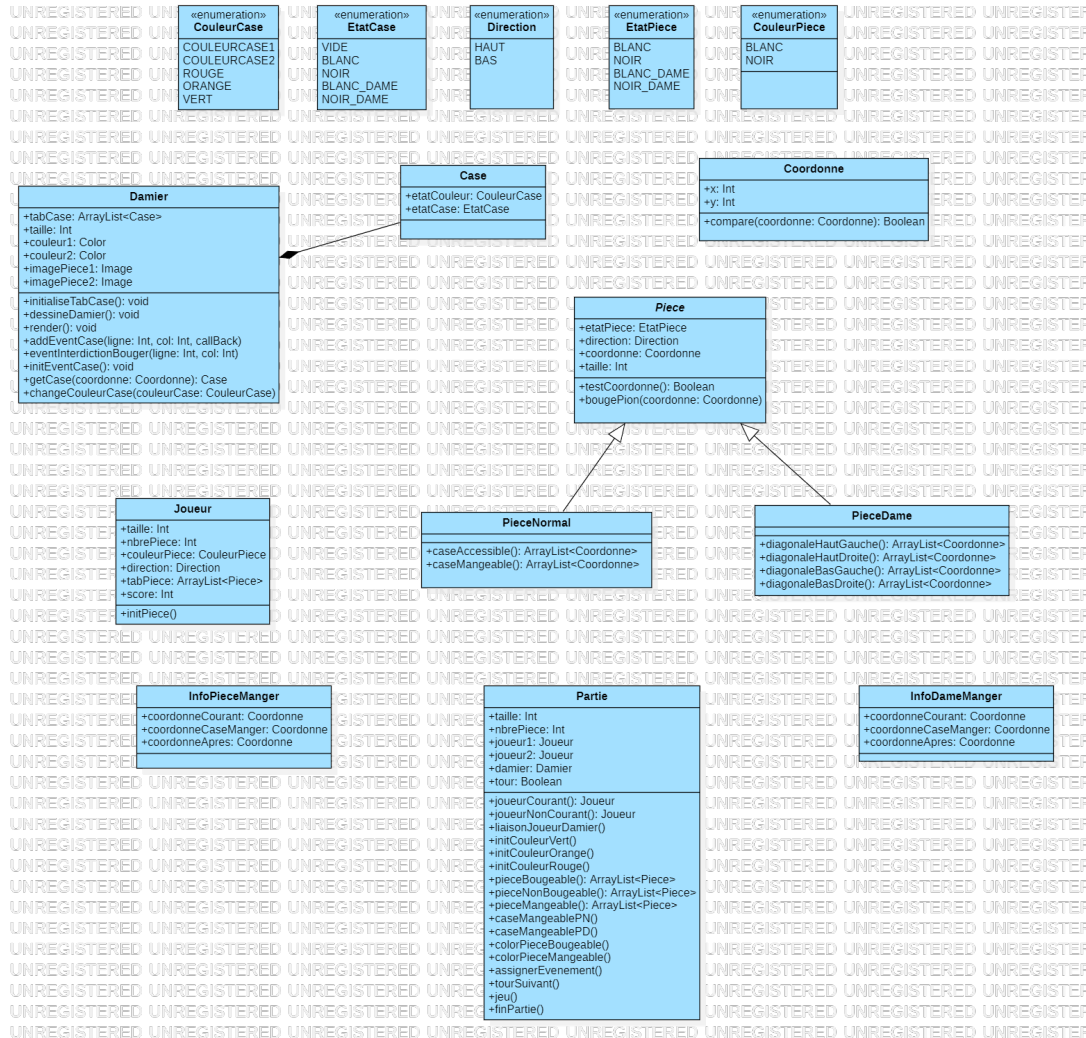 «enumeration»
CouleurCase
COULEURCASE1
COULEURCASE2
ROUGE
ORANGE
VERT
«enumeration»
EtatCase
VIDE
BLANC
NOIR
BLANC_DAME
NOIR_DAME
«enumeration»
Direction
HAUT
BAS
«enumeration»
EtatPiece
BLANC
NOIR
BLANC_DAME
NOIR_DAME
«enumeration»
CouleurPiece
BLANC
NOIR
Damier
+tabCase: ArrayList<Case>
+taille: Int
+couleur1: Color
+couleur2: Color
+imagePiece1: Image
+imagePiece2: Image
+initialiseTabCase(): void
+dessineDamier(): void
+render(): void
+addEventCase(ligne: Int, col: Int, callBack)
+eventInterdictionBouger(ligne: Int, col: Int)
+initEventCase(): void
+getCase(coordonne: Coordonne): Case
+changeCouleurCase(couleurCase: CouleurCase)
Case
+etatCouleur: CouleurCase
+etatCase: EtatCase
Coordonne
+x: Int
+y: Int
+compare(coordonne: Coordonne): Boolean
Piece
+etatPiece: EtatPiece
+direction: Direction
+coordonne: Coordonne
+taille: Int
+testCoordonne(): Boolean
+bougePion(coordonne: Coordonne)
Joueur
+taille: Int
+nbrePiece: Int
+couleurPiece: CouleurPiece
+direction: Direction
+tabPiece: ArrayList<Piece>
+score: Int
+initPiece()
PieceNormal
+caseAccessible(): ArrayList<Coordonne>
+caseMangeable(): ArrayList<Coordonne>
PieceDame
+diagonaleHautGauche(): ArrayList<Coordonne>
+diagonaleHautDroite(): ArrayList<Coordonne>
+diagonaleBasGauche(): ArrayList<Coordonne>
+diagonaleBasDroite(): ArrayList<Coordonne>
InfoPieceManger
+coordonneCourant: Coordonne
+coordonneCaseManger: Coordonne
+coordonneApres: Coordonne
Partie
+taille: Int
+nbrePiece: Int
+joueur1: Joueur
+joueur2: Joueur
+damier: Damier
+tour: Boolean
+joueurCourant(): Joueur
+joueurNonCourant(): Joueur
+liaisonJoueurDamier()
+initCouleurVert()
+initCouleurOrange()
+initCouleurRouge()
+pieceBougeable(): ArrayList<Piece>
+pieceNonBougeable(): ArrayList<Piece>
+pieceMangeable(): ArrayList<Piece>
+caseMangeablePN()
+caseMangeablePD()
+colorPieceBougeable()
+colorPieceMangeable()
+assignerEvenement()
+tourSuivant()
+jeu()
+finPartie()
InfoDameManger
+coordonneCourant: Coordonne
+coordonneCaseManger: Coordonne
+coordonneApres: Coordonne
UNREGISTERED